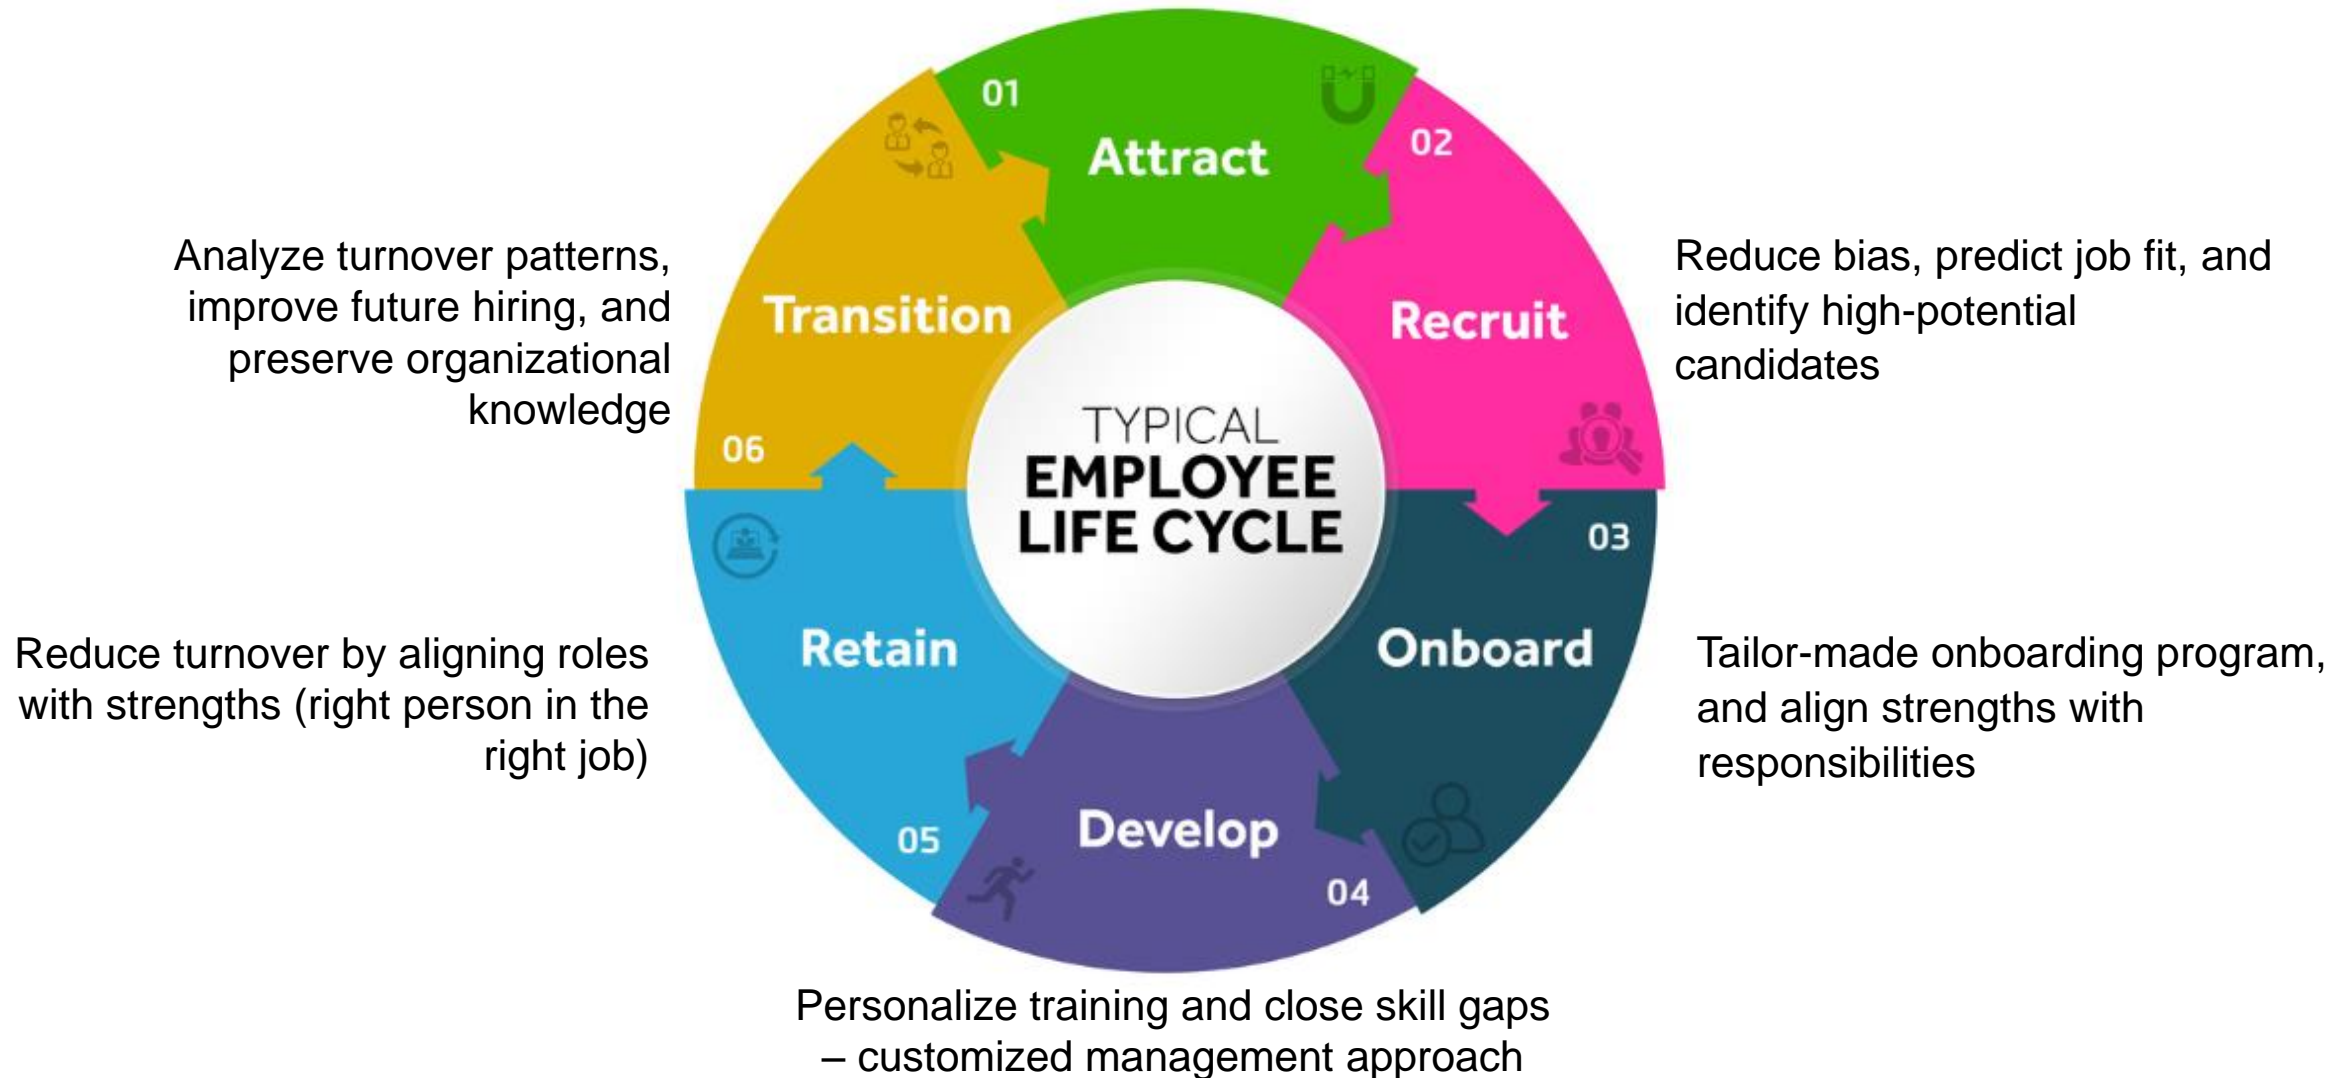 01
Attract
02
Recruit
Reduce bias, predict job fit, and
identify high-potential
candidates
03
Onboard
Tailor-made onboarding program,
and align strengths with
responsibilities
04
Develop
Personalize training and close skill gaps
– customized management approach
05
Retain
Reduce turnover by aligning roles
with strengths (right person in the
right job)
06
Transition
Analyze turnover patterns,
improve future hiring, and
preserve organizational
knowledge
TYPICAL
EMPLOYEE
LIFE CYCLE